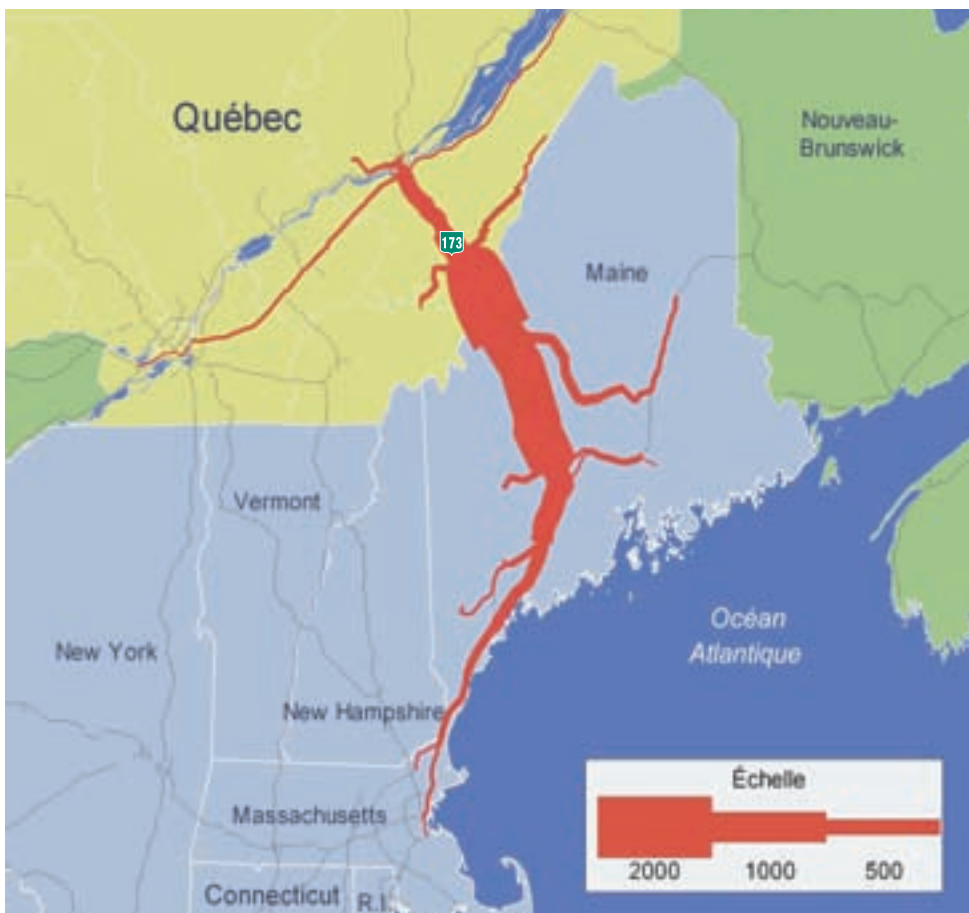 Québec
Nouveau-
Brunswick
173
Maine
Vermont
Océan
Atlantique
New York
New Hampshire
Échelle
Massachusetts
2000 1000 500
Connecticut R.I.